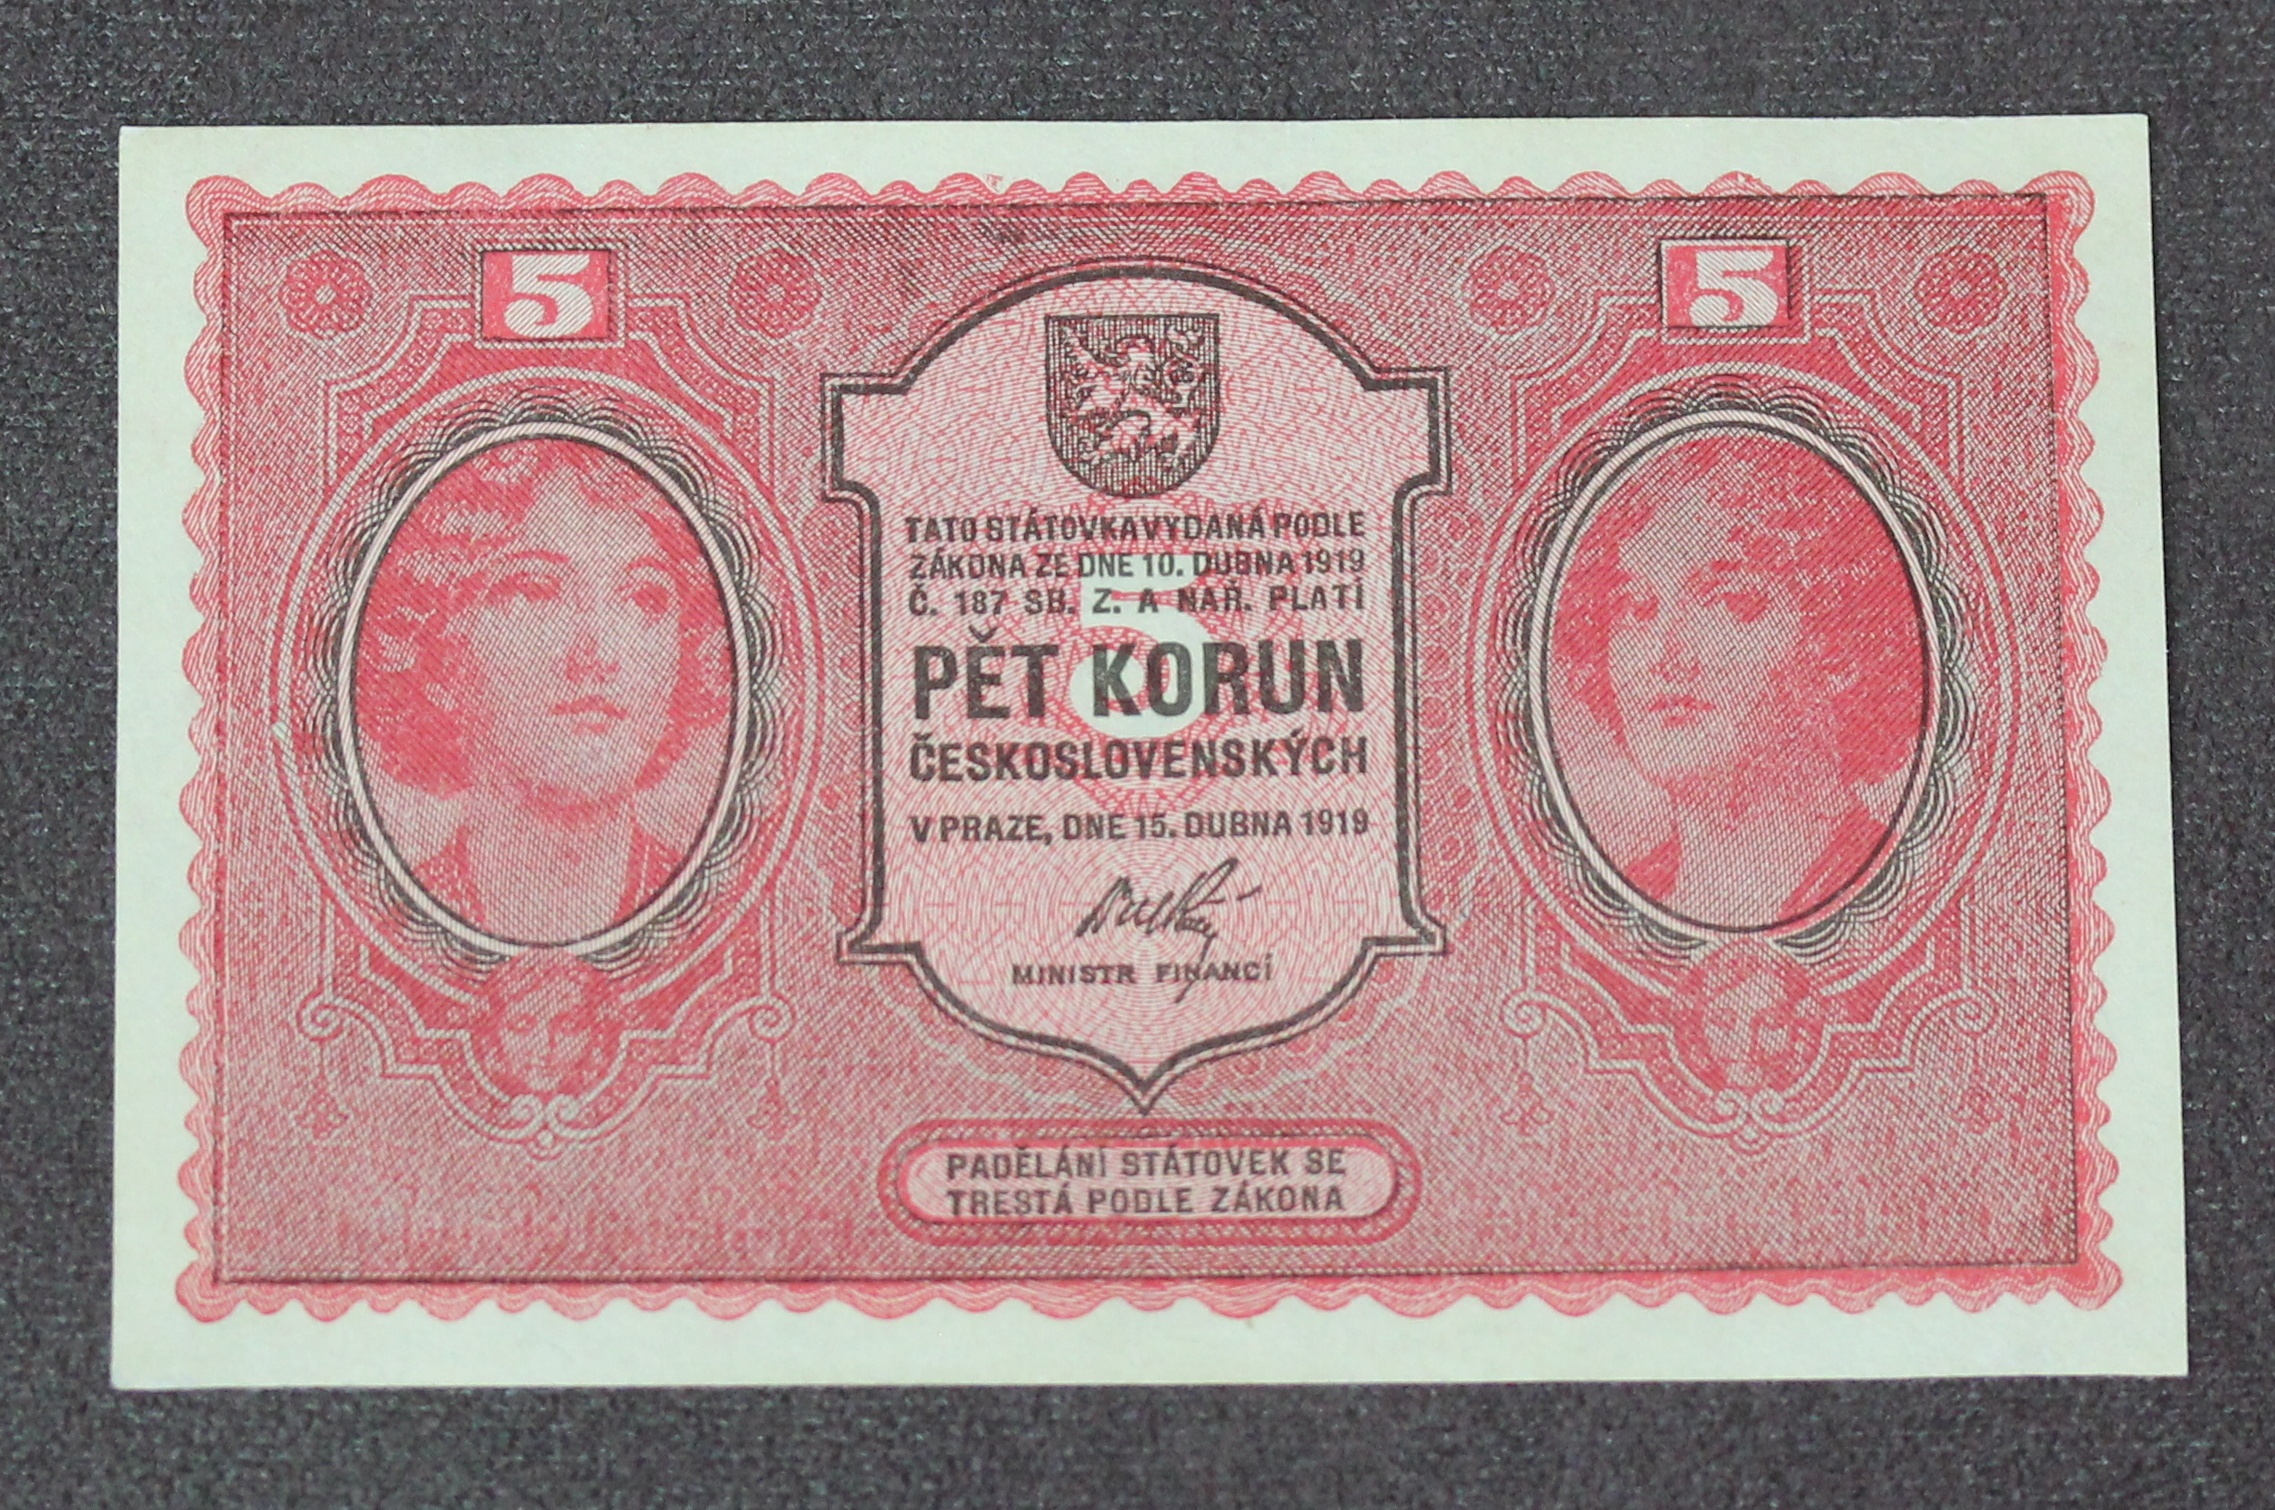 5 5
TATO STÁTOVKA VYDANÁ PODLE
ZÁKONA ZE DNE 10. DUBNA 1919
Č. 187 SB. Z. A NAŘ. PLATÍ
5
PĚT KORUN
ČESKOSLOVENSKÝCH
V PRAZE, DNE 15. DUBNA 1919
MINISTR FINANCÍ
PADĚLÁNÍ STÁTOVEK SE
TRESTÁ PODLE ZÁKONA